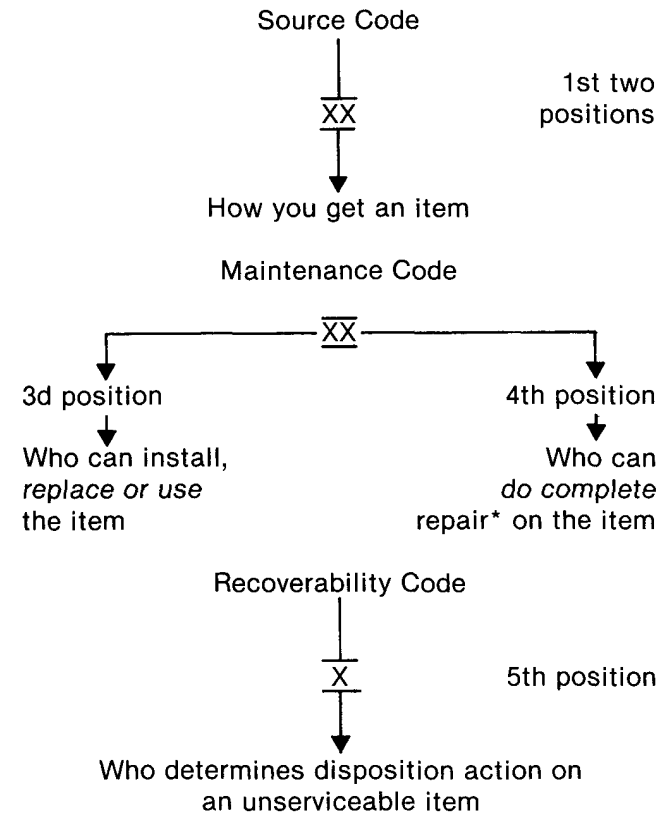 Source Code
1st two
positions
XX
How you get an item
Maintenance Code
XX
3d position
4th position
Who can install,
replace or use
the item
Who can
do complete
repair* on the item
Recoverability Code
X
5th position
Who determines disposition action on
an unserviceable item